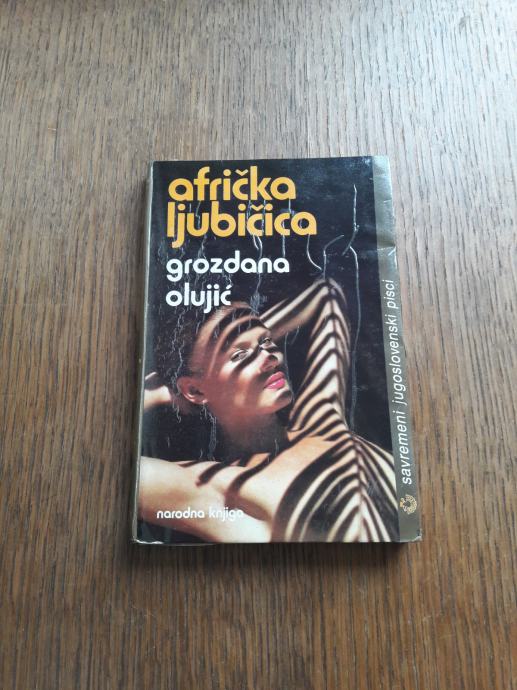 afrička
ljubičica
grozdana
olujić
savremeni jugoslovenski pisci
narodna knjiga